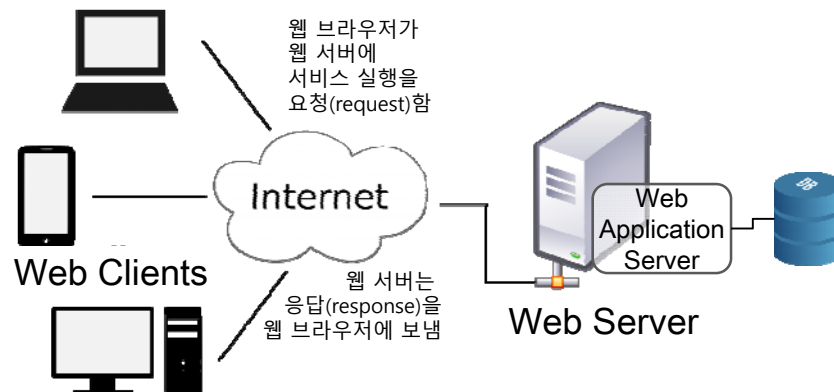 웹 브라우저가
웹 서버에
서비스 실행을
요청(request)함
Internet
Web Clients
웹 서버는
응답(response)을
웹 브라우저에 보냄
Web
Application
Server
Web Server
DB